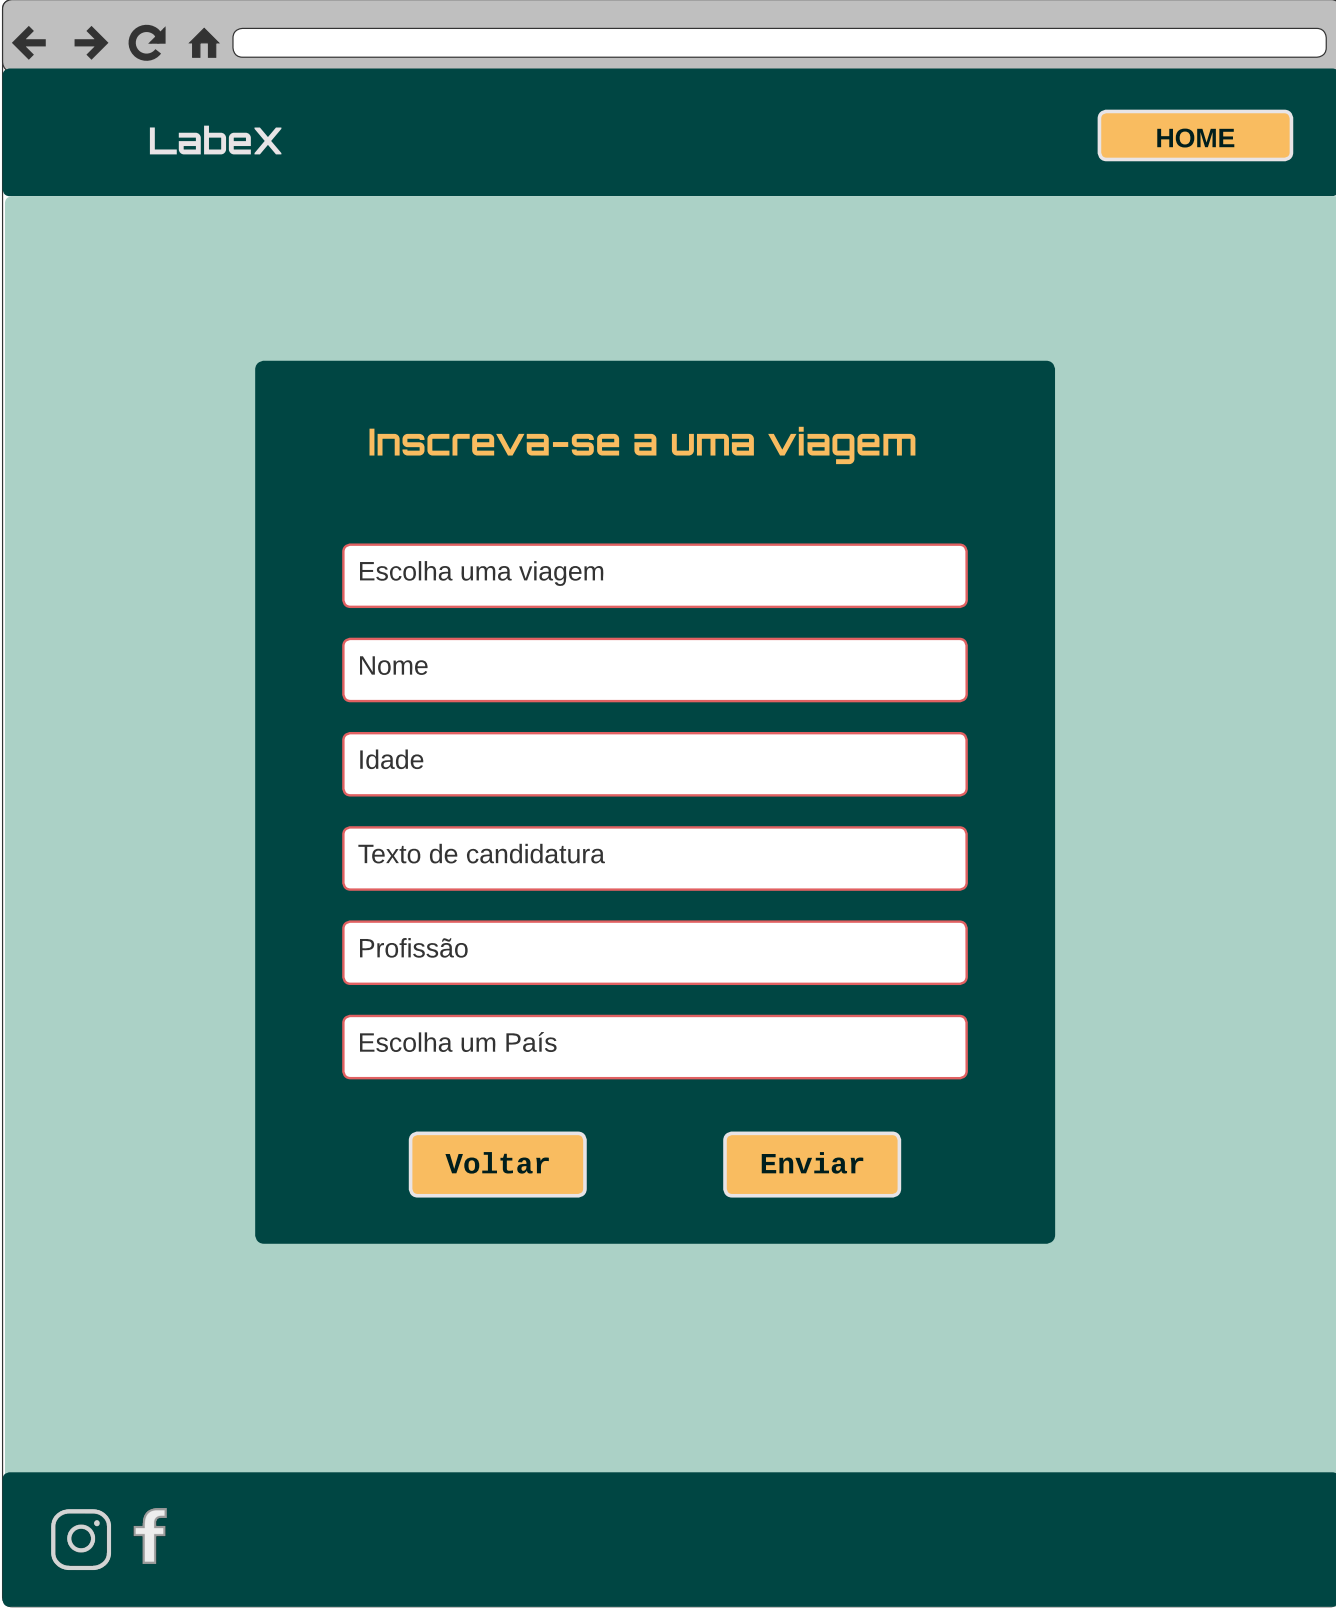 LabeX
HOME
Inscreva-se a uma viagem
Escolha uma viagem
Nome
Idade
Texto de candidatura
Profissão
Escolha um País
Voltar
Enviar